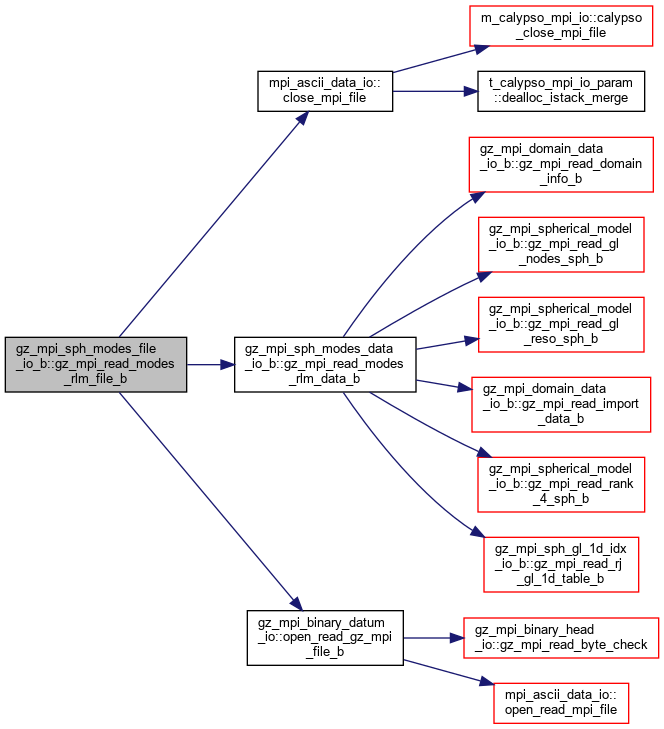 m_calypso_mpi_io::calypso
_close_mpi_file
mpi_ascii_data_io::
close_mpi_file
t_calypso_mpi_io_param
::dealloc_istack_merge
gz_mpi_domain_data
_io_b::gz_mpi_read_domain
_info_b
gz_mpi_spherical_model
_io_b::gz_mpi_read_gl
_nodes_sph_b
gz_mpi_spherical_model
_io_b::gz_mpi_read_gl
_reso_sph_b
gz_mpi_sph_modes_file
_io_b::gz_mpi_read_modes
_rlm_file_b
gz_mpi_sph_modes_data
_io_b::gz_mpi_read_modes
_rlm_data_b
gz_mpi_domain_data
_io_b::gz_mpi_read_import
_data_b
gz_mpi_spherical_model
_io_b::gz_mpi_read_rank
_4_sph_b
gz_mpi_sph_gl_1d_idx
_io_b::gz_mpi_read_rj
_gl_1d_table_b
gz_mpi_binary_datum
_io::open_read_gz_mpi
_file_b
gz_mpi_binary_head
_io::gz_mpi_read_byte_check
mpi_ascii_data_io::
open_read_mpi_file